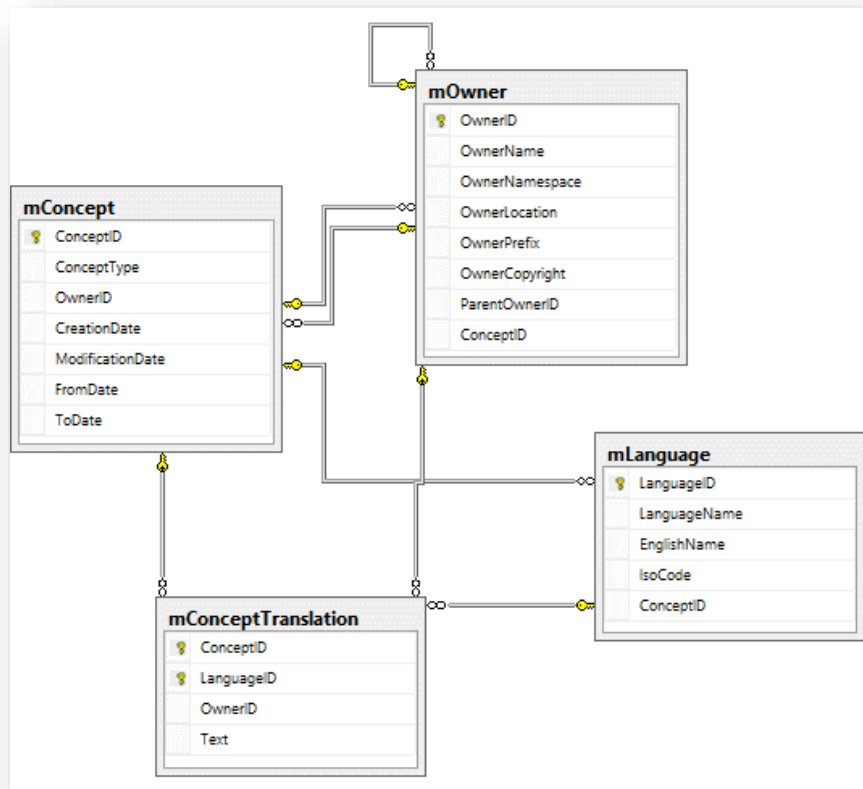 mOwner
OwnerID
OwnerName
OwnerNamespace
OwnerLocation
OwnerPrefix
OwnerCopyright
ParentOwnerID
ConceptID
mConcept
ConceptID
ConceptType
OwnerID
CreationDate
ModificationDate
FromDate
ToDate
mLanguage
LanguageID
LanguageName
EnglishName
IsoCode
ConceptID
mConceptTranslation
ConceptID
LanguageID
OwnerID
Text